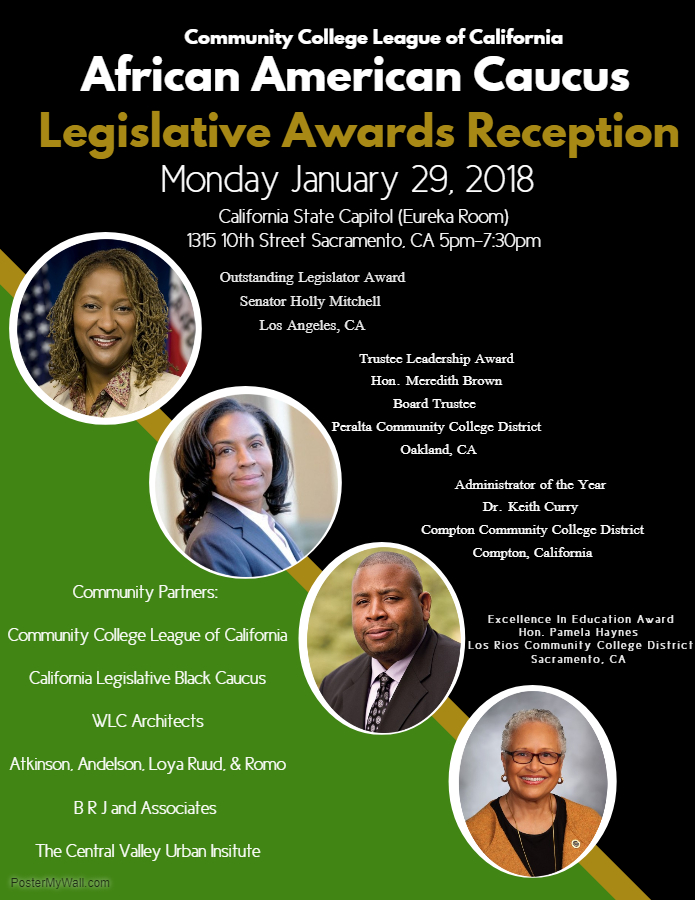 Community College League of California
African American Caucus
Legislative Awards Reception
Monday January 29, 2018
California State Capitol (Eureka Room)
1315 10th Street Sacramento, CA 5pm-7:30pm
Outstanding Legislator Award
Senator Holly Mitchell
Los Angeles, CA
Trustee Leadership Award
Hon. Meredith Brown
Board Trustee
Peralta Community College District
Oakland, CA
Administrator of the Year
Dr. Keith Curry
Compton Community College District
Compton, California
Excellence In Education Award
Hon. Pamela Haynes
Los Rios Community College District
Sacramento, CA
Community Partners:
Community College League of California
California Legislative Black Caucus
WLC Architects
Atkinson, Andelson, Loya Ruud, & Romo
B R J and Associates
The Central Valley Urban Insitute
PosterMyWall.com